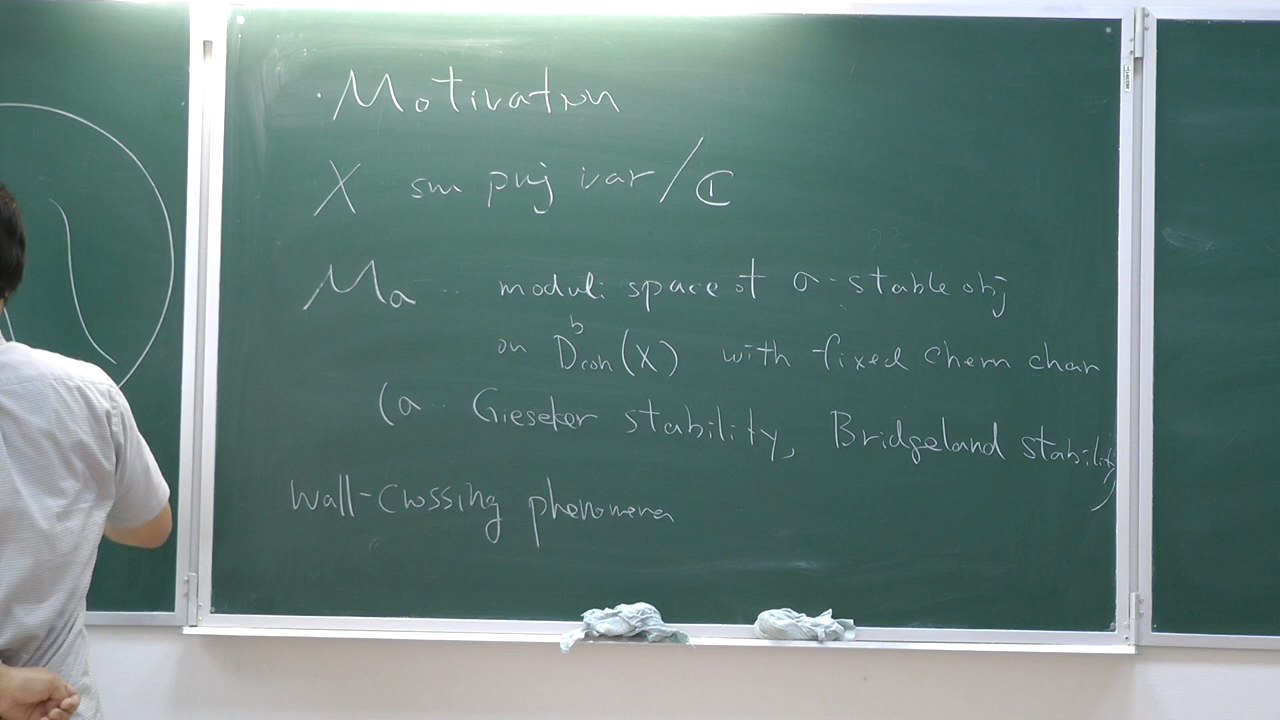 · Motivation
X sm proj var / ℂ
Mσ ‥ moduli space of σ-stable obj
on D^b_coh(X) with fixed chern char
(σ ‥ Gieseker stability, Bridgeland stability)
wall-crossing phenomena